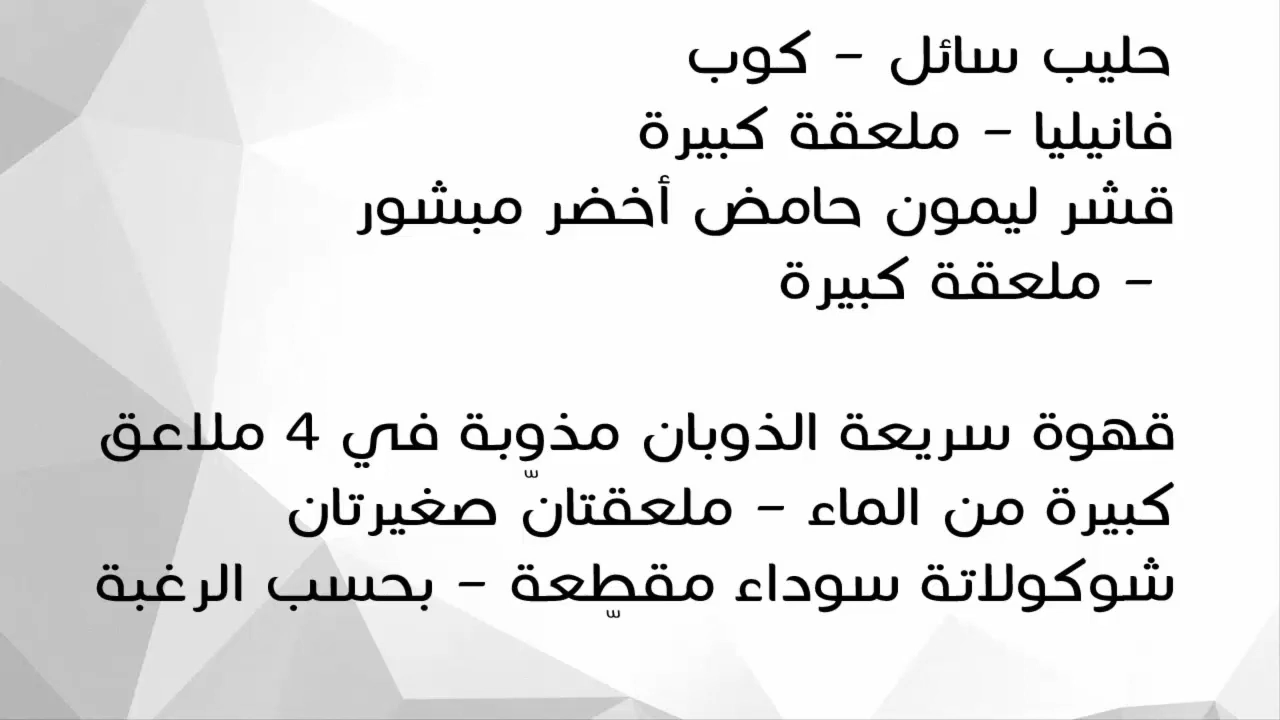 حليب سائل - كوب
فانيليا - ملعقة كبيرة
قشر ليمون حامض أخضر مبشور
- ملعقة كبيرة
قهوة سريعة الذوبان مذوبة في 4 ملاعق
كبيرة من الماء - ملعقتانّ صغيرتان
شوكولاتة سوداء مقطّعة - بحسب الرغبة